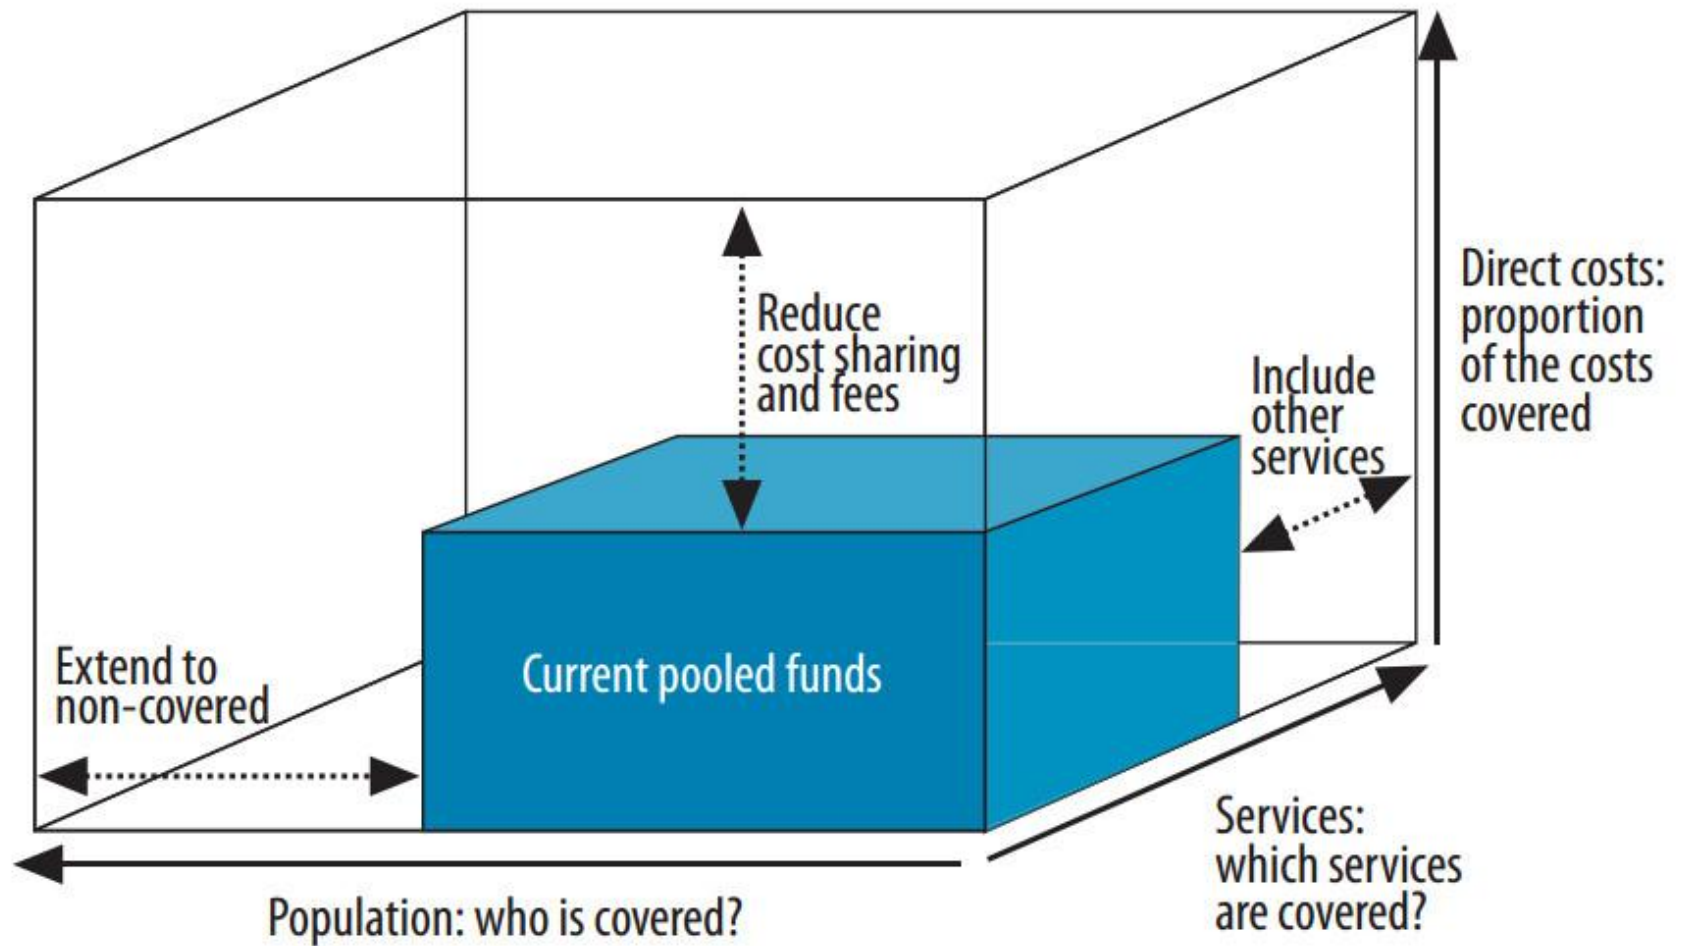 Reduce
cost sharing
and fees
Include
other
services
Direct costs:
proportion
of the costs
covered
Extend to
non-covered
Current pooled funds
Services:
which services
are covered?
Population: who is covered?